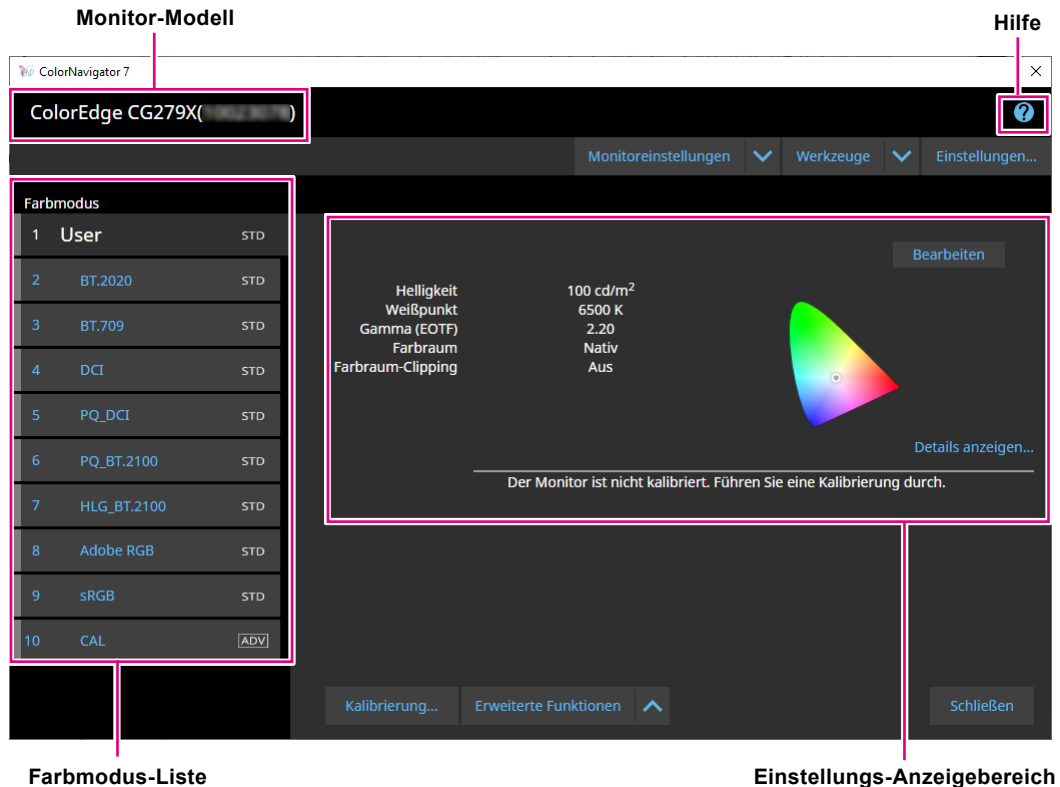 Monitor-Modell
Hilfe
ColorNavigator 7
ColorEdge CG279X( )
?
Monitoreinstellungen
Werkzeuge
Einstellungen...
Farbmodus
1 User STD
2 BT.2020 STD
3 BT.709 STD
4 DCI STD
5 PQ_DCI STD
6 PQ_BT.2100 STD
7 HLG_BT.2100 STD
8 Adobe RGB STD
9 sRGB STD
10 CAL ADV
Bearbeiten
Helligkeit 100 cd/m²
Weißpunkt 6500 K
Gamma (EOTF) 2.20
Farbraum Nativ
Farbraum-Clipping Aus
Details anzeigen...
Der Monitor ist nicht kalibriert. Führen Sie eine Kalibrierung durch.
Kalibrierung...
Erweiterte Funktionen
Schließen
Farbmodus-Liste
Einstellungs-Anzeigebereich